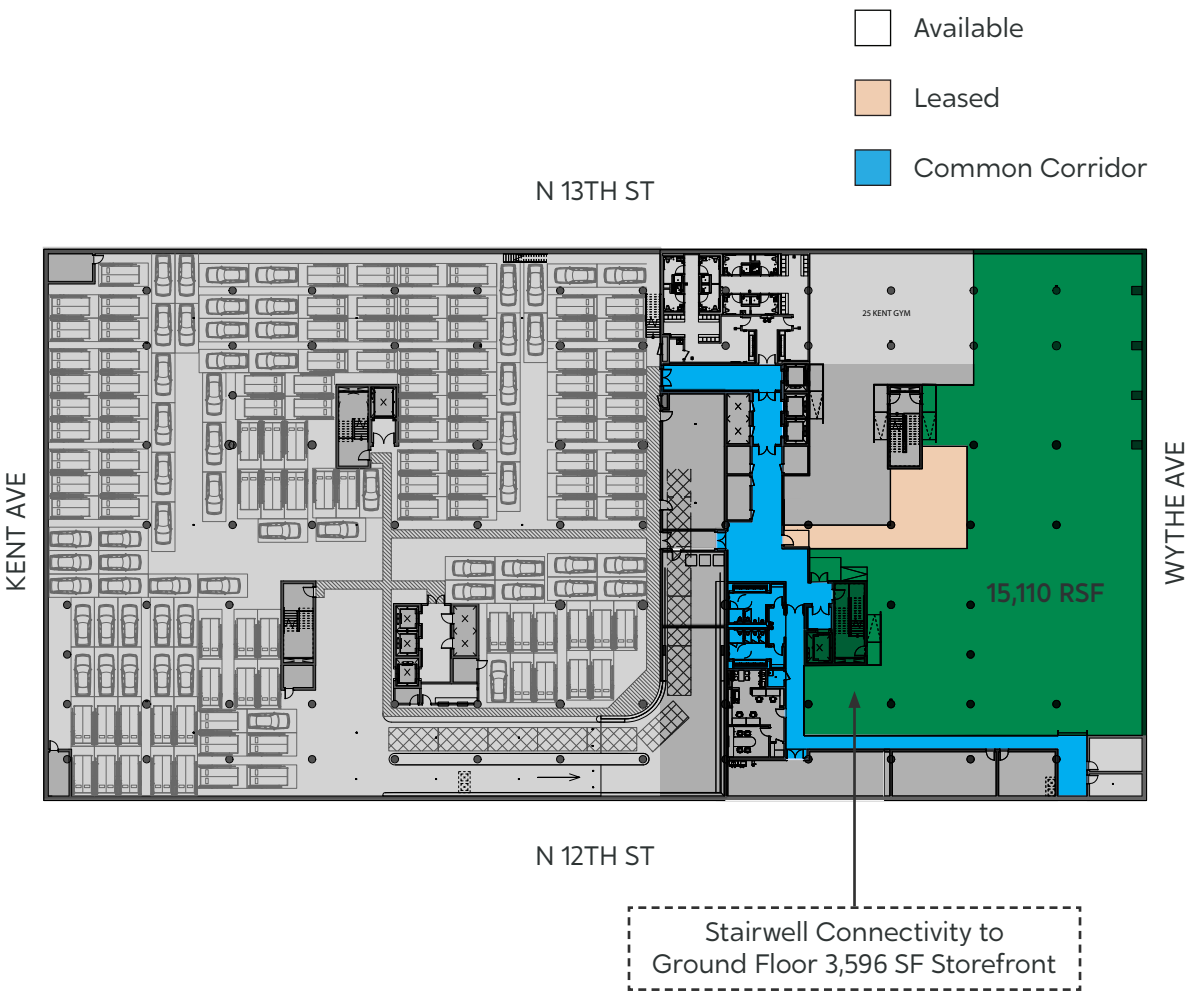 Available
Leased
Common Corridor
N 13TH ST
25 KENT GYM
KENT AVE
WYTHE AVE
15,110 RSF
N 12TH ST
Stairwell Connectivity to
Ground Floor 3,596 SF Storefront